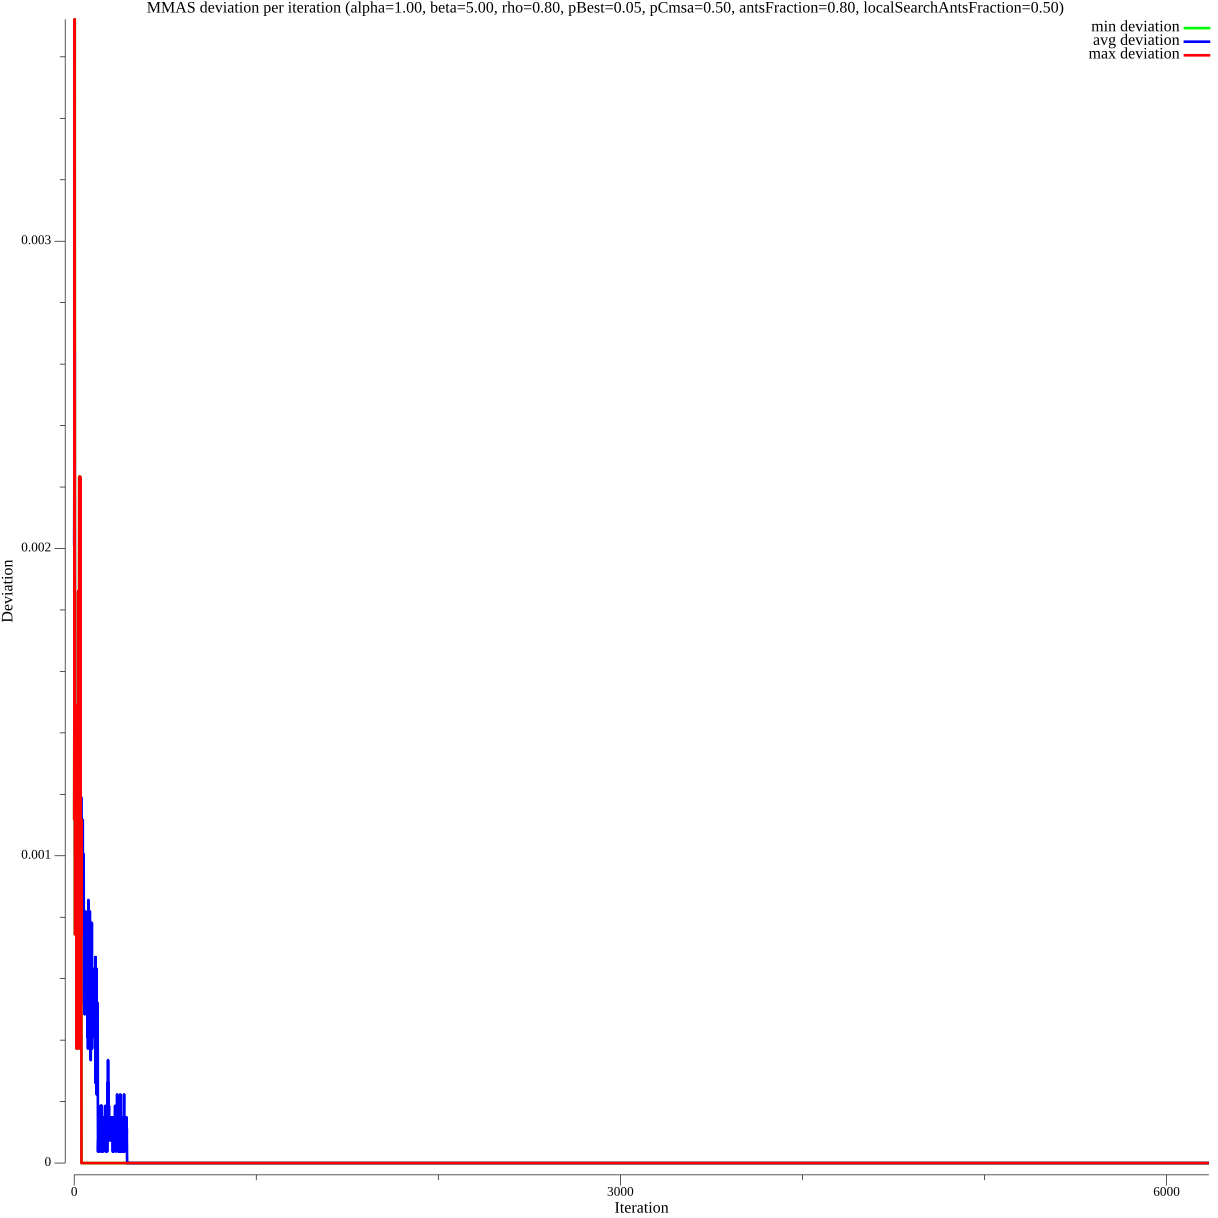 MMAS deviation per iteration (alpha=1.00, beta=5.00, rho=0.80, pBest=0.05, pCmsa=0.50, antsFraction=0.80, localSearchAntsFraction=0.50)
min deviation
avg deviation
max deviation
0.003
0.002
Deviation
0.001
0
0 3000 6000
Iteration